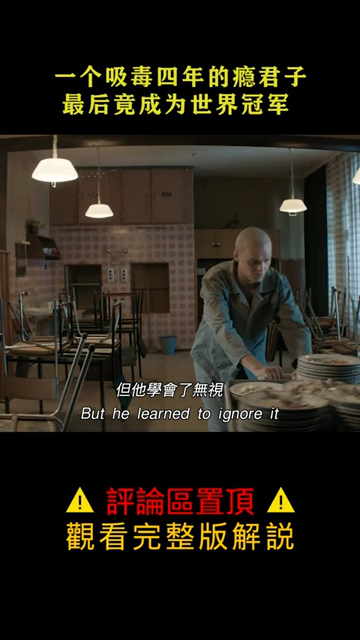 一个吸毒四年的瘾君子
最后竟成为世界冠军
但他學會了無視
But he learned to ignore it
⚠ 評論區置頂 ⚠
觀看完整版解説